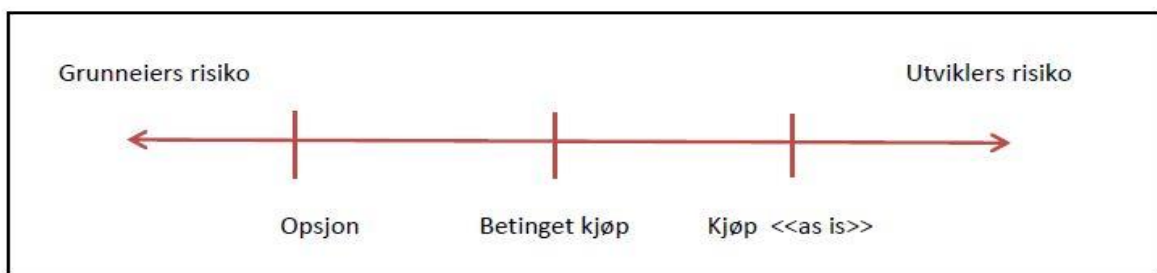 Grunneiers risiko
Utviklers risiko
Opsjon
Betinget kjøp
Kjøp <<as is>>